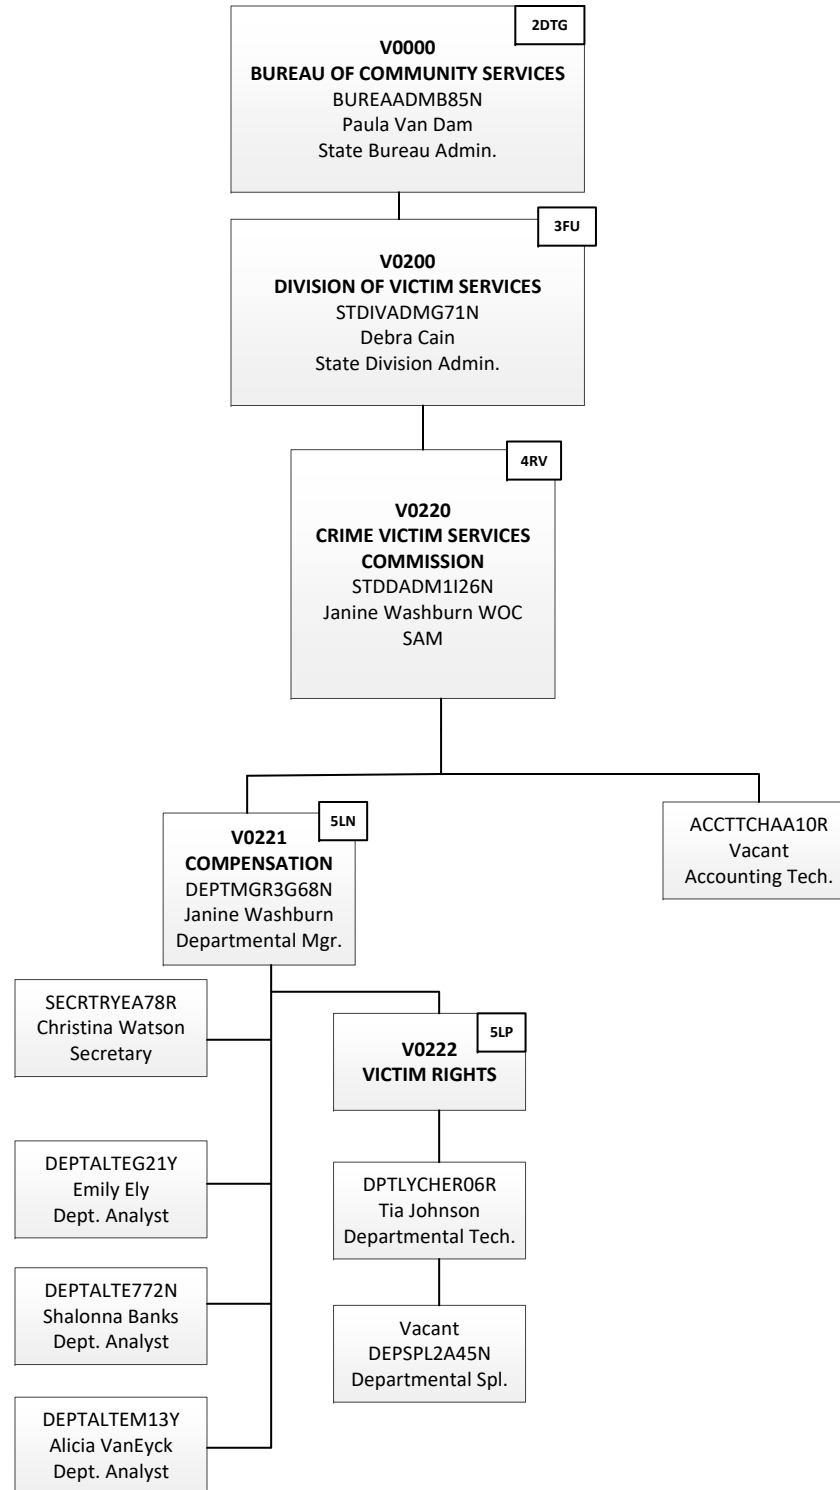 2DTG
V0000
BUREAU OF COMMUNITY SERVICES
BUREAADMB85N
Paula Van Dam
State Bureau Admin.
3FU
V0200
DIVISION OF VICTIM SERVICES
STDIVADMG71N
Debra Cain
State Division Admin.
4RV
V0220
CRIME VICTIM SERVICES
COMMISSION
STDDADM1I26N
Janine Washburn WOC
SAM
5LN
V0221
COMPENSATION
DEPTMGR3G68N
Janine Washburn
Departmental Mgr.
ACCTTCHAA10R
Vacant
Accounting Tech.
SECRTRYEA78R
Christina Watson
Secretary
5LP
V0222
VICTIM RIGHTS
DEPTALTEG21Y
Emily Ely
Dept. Analyst
DPTLYCHER06R
Tia Johnson
Departmental Tech.
DEPTALTE772N
Shalonna Banks
Dept. Analyst
Vacant
DEPSPL2A45N
Departmental Spl.
DEPTALTEM13Y
Alicia VanEyck
Dept. Analyst